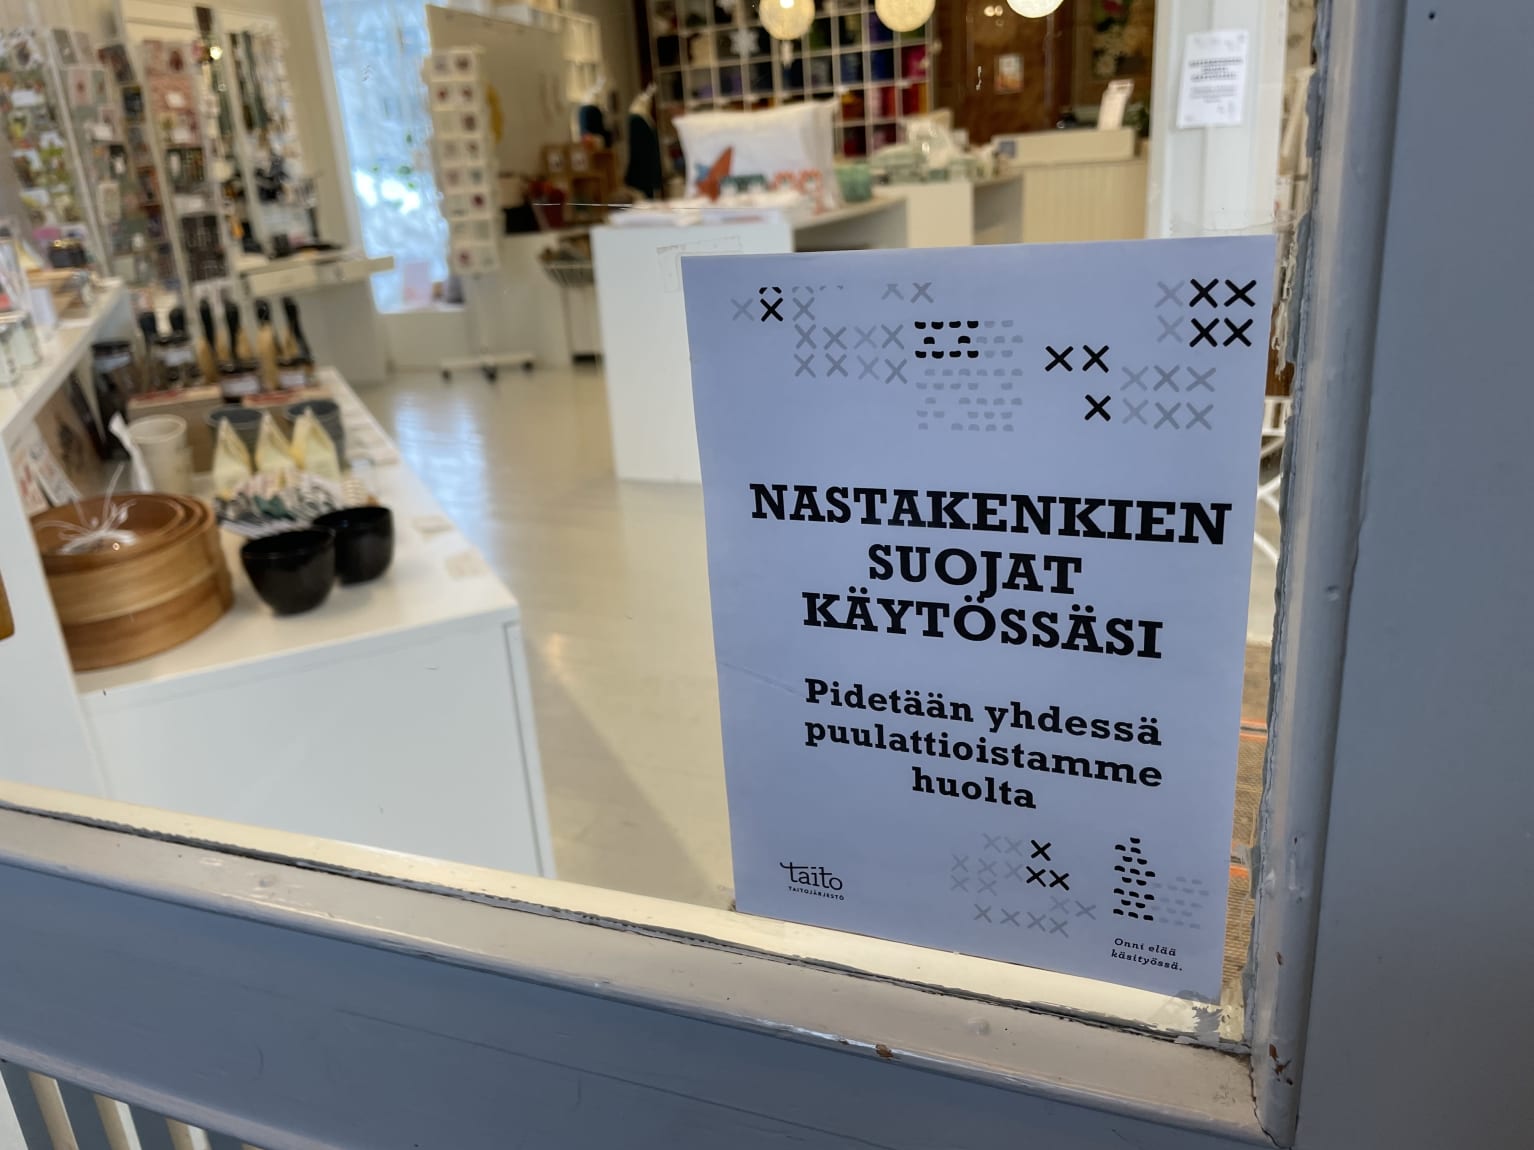 NASTAKENKIEN
SUOJAT
KÄYTÖSSÄSI
Pidetään yhdessä
puulattioistamme
huolta
taito
TAITOJÄRJESTÖ
Onni elää
käsityössä.